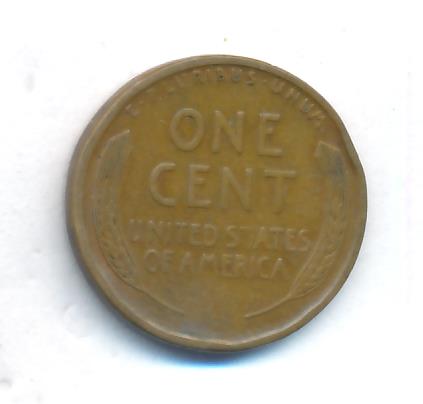 E·PLURIBUS·UNUM
ONE
CENT
UNITED STATES
OF AMERICA